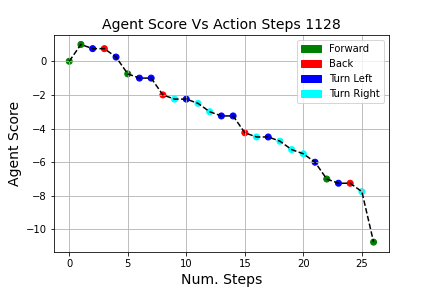 Agent Score Vs Action Steps 1128
Agent Score
0
−2
−4
−6
−8
−10
Forward
Back
Turn Left
Turn Right
0 5 10 15 20 25
Num. Steps